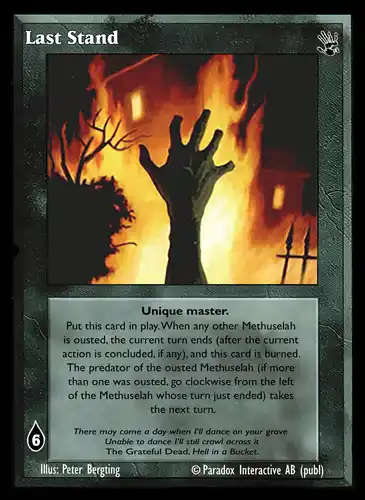 Last Stand
Unique master.
Put this card in play. When any other Methuselah
is ousted, the current turn ends (after the
current action is concluded, if any), and this card is burned.
The predator of the ousted Methuselah (if more
than one was ousted, go clockwise from the left
of the Methuselah whose turn just ended) takes
the next turn.
There may come a day when I'll dance on your grave
Unable to dance I'll still crawl across it
The Grateful Dead, Hell in a Bucket.
6
Illus: Peter Bergting
© Paradox Interactive AB (publ)